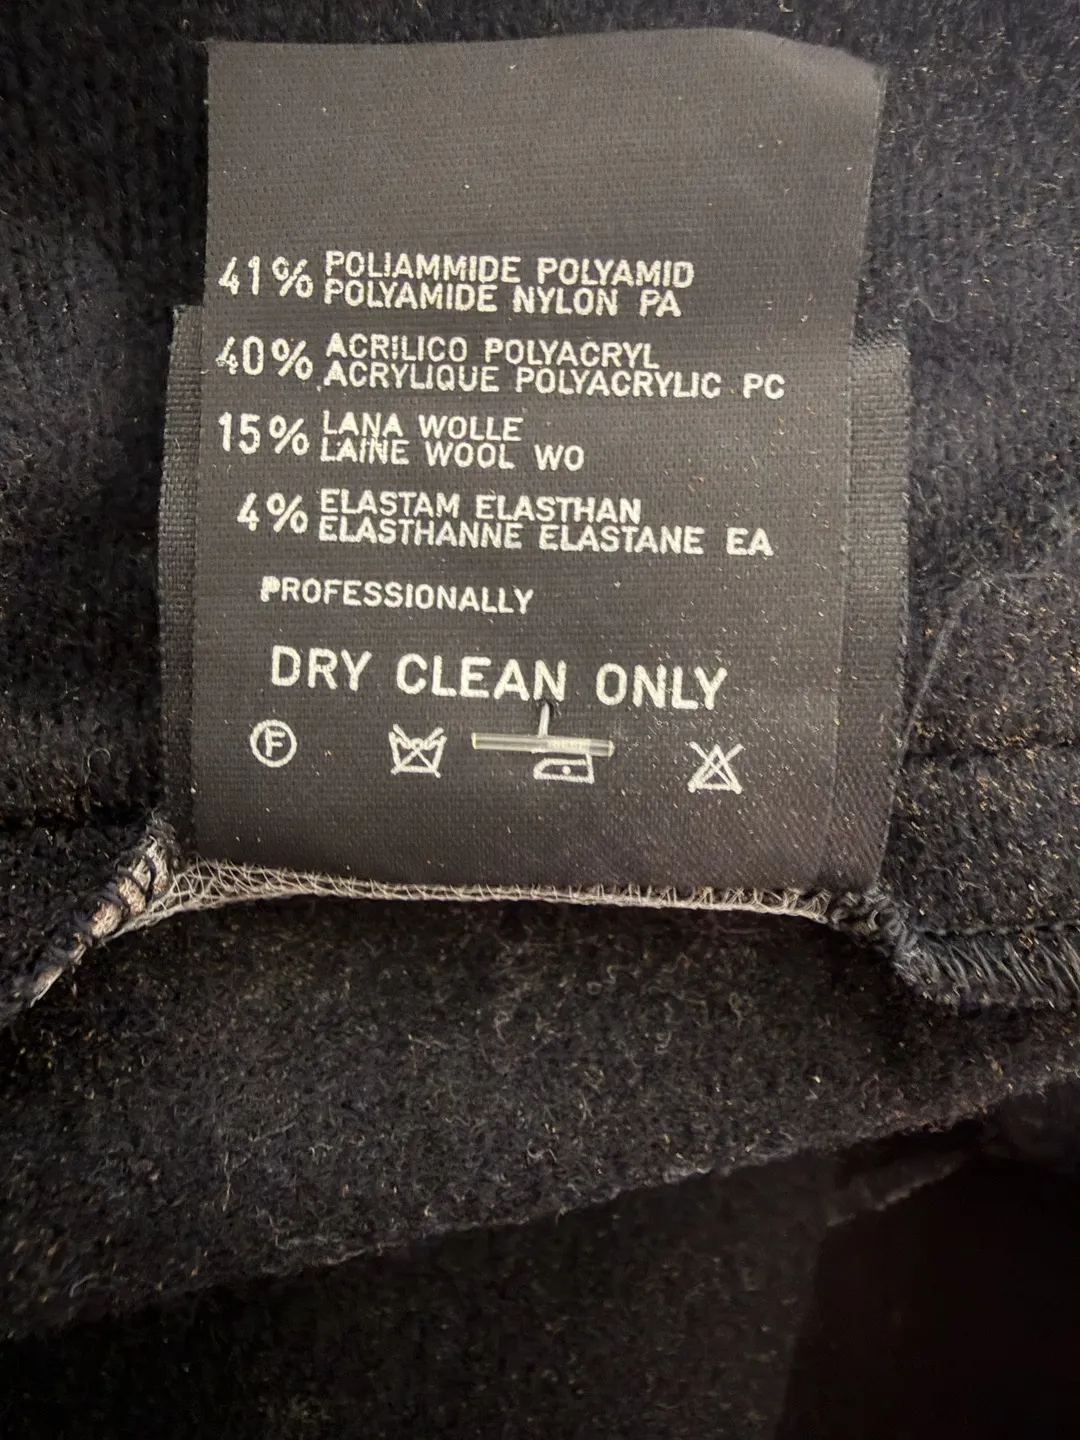 41% POLIAMMIDE POLYAMID
POLYAMIDE NYLON PA
40% ACRILICO POLYACRYL
ACRYLIQUE POLYACRYLIC PC
15% LANA WOLLE
LAINE WOOL WO
4% ELASTAM ELASTHAN
ELASTHANNE ELASTANE EA
PROFESSIONALLY
DRY CLEAN ONLY
F